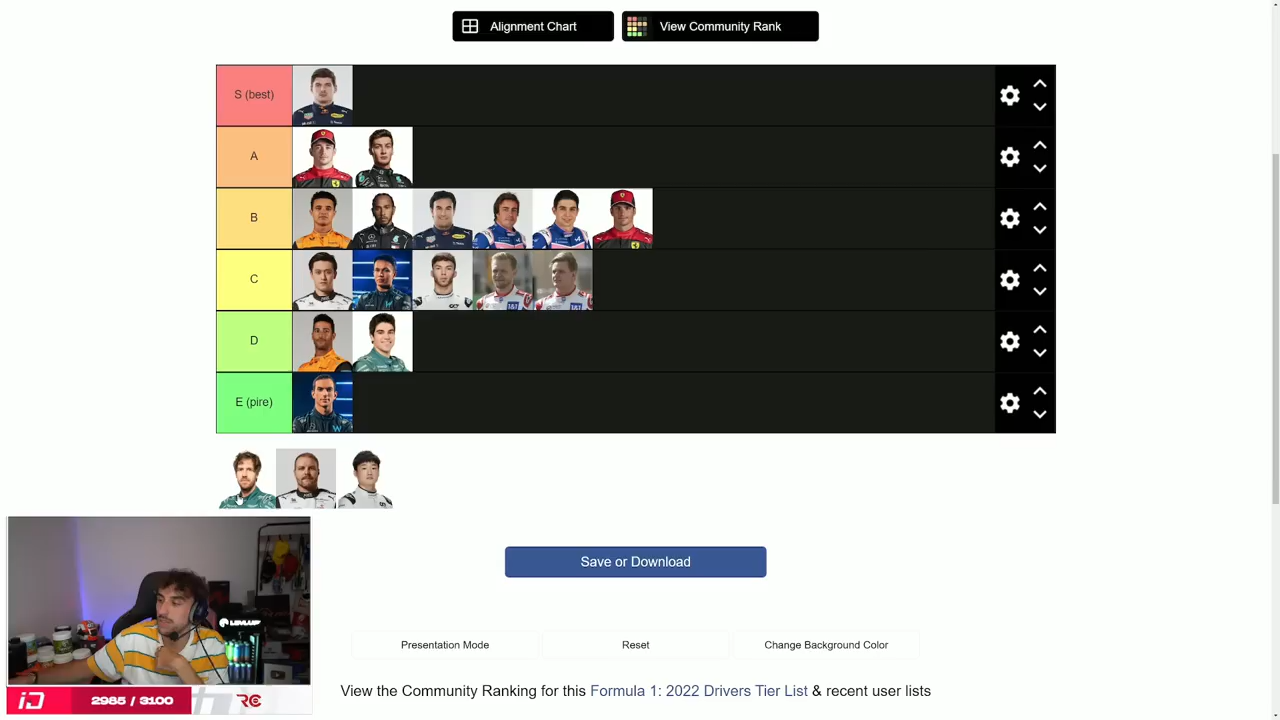 Alignment Chart
View Community Rank
S (best)
A
B
C
D
E (pire)
Save or Download
Presentation Mode
Reset
Change Background Color
View the Community Ranking for this Formula 1: 2022 Drivers Tier List & recent user lists
2985 / 3100